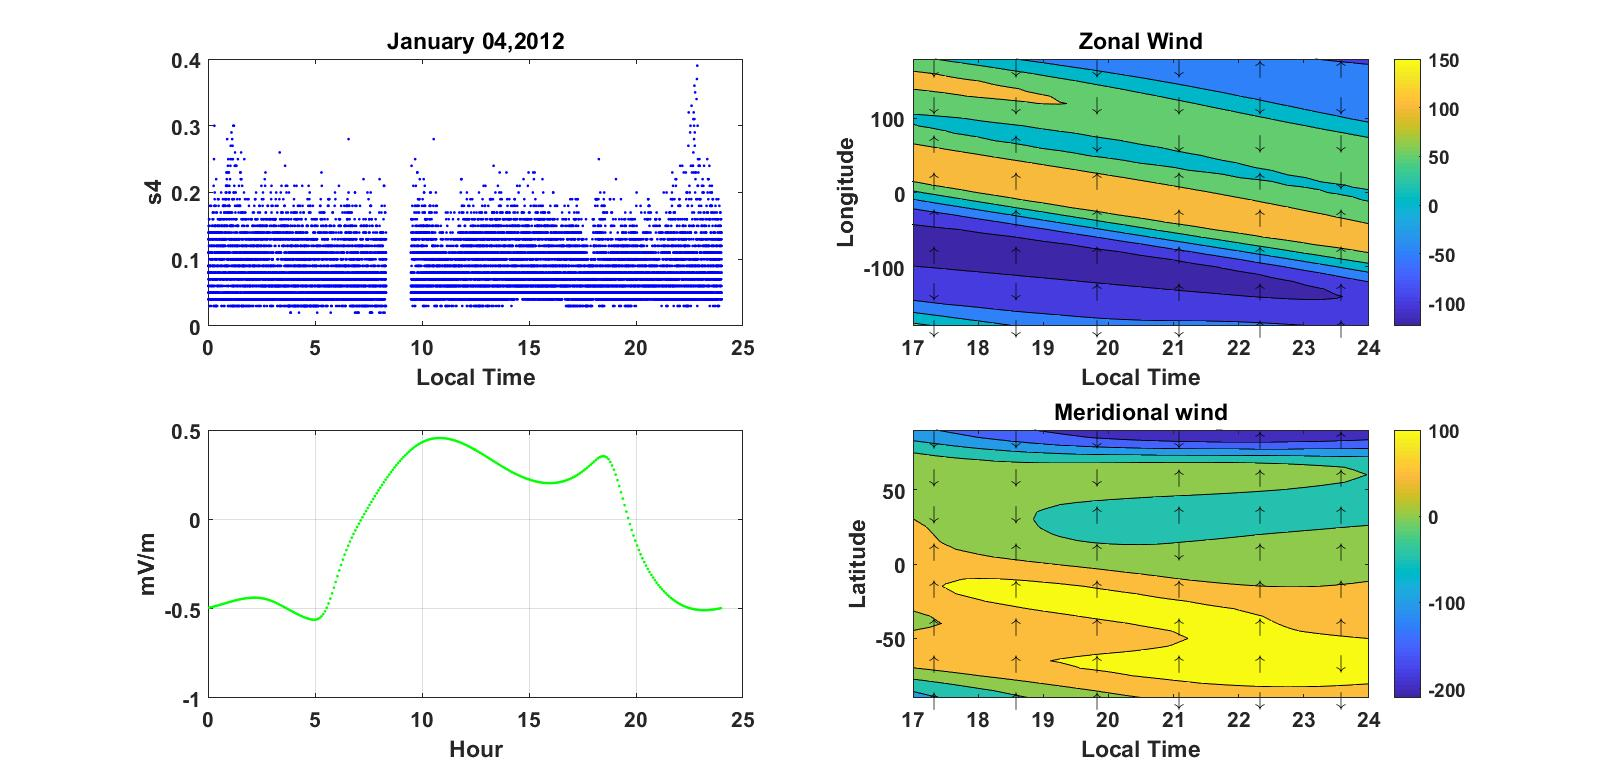 January 04,2012
0.4
0.3
0.2
0.1
0
s4
0 5 10 15 20 25
Local Time
Zonal Wind
100
0
-100
Longitude
17 18 19 20 21 22 23 24
Local Time
150
100
50
0
-50
-100
0.5
0
-0.5
-1
mV/m
0 5 10 15 20 25
Hour
Meridional wind
50
0
-50
Latitude
17 18 19 20 21 22 23 24
Local Time
100
0
-100
-200